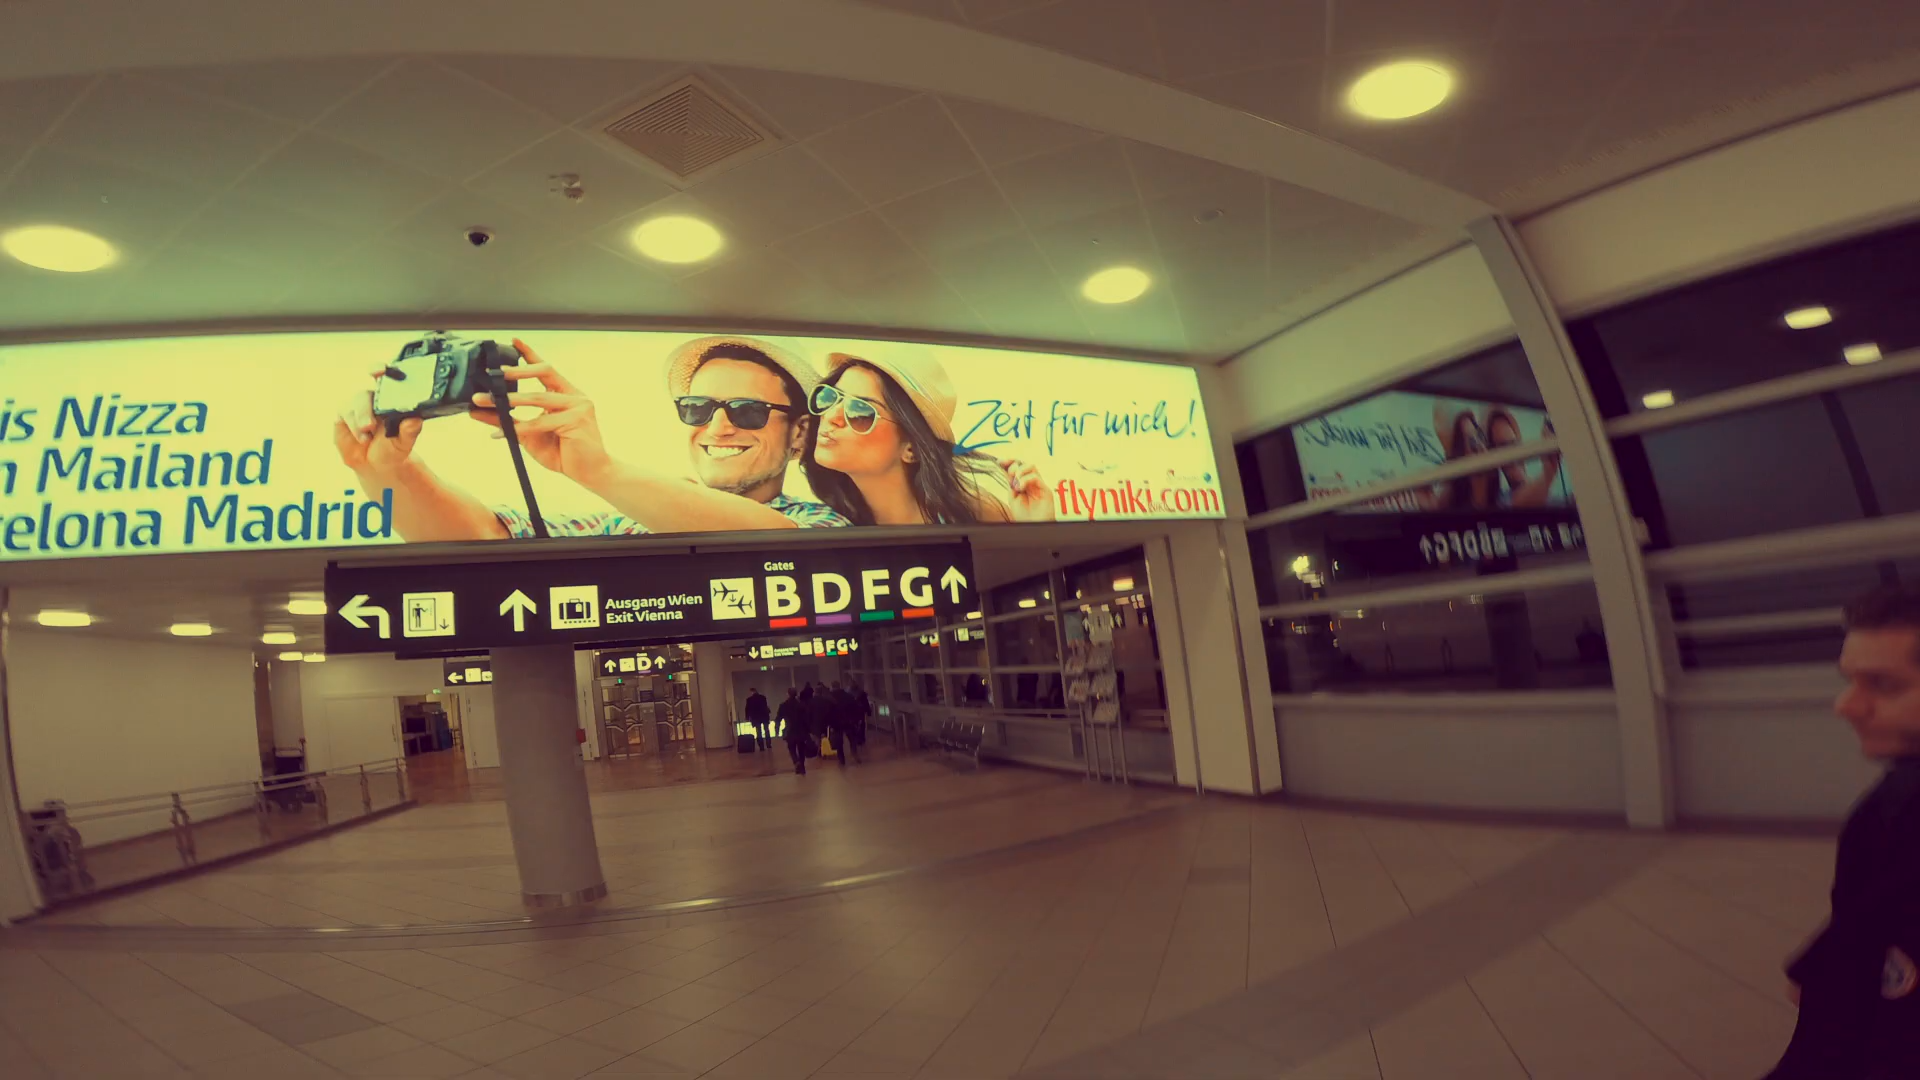 is Nizza
Mailand
elona Madrid
Zeit für mich!
flyniki.com
Gates
Ausgang Wien
Exit Vienna
B D F G
D
B F G